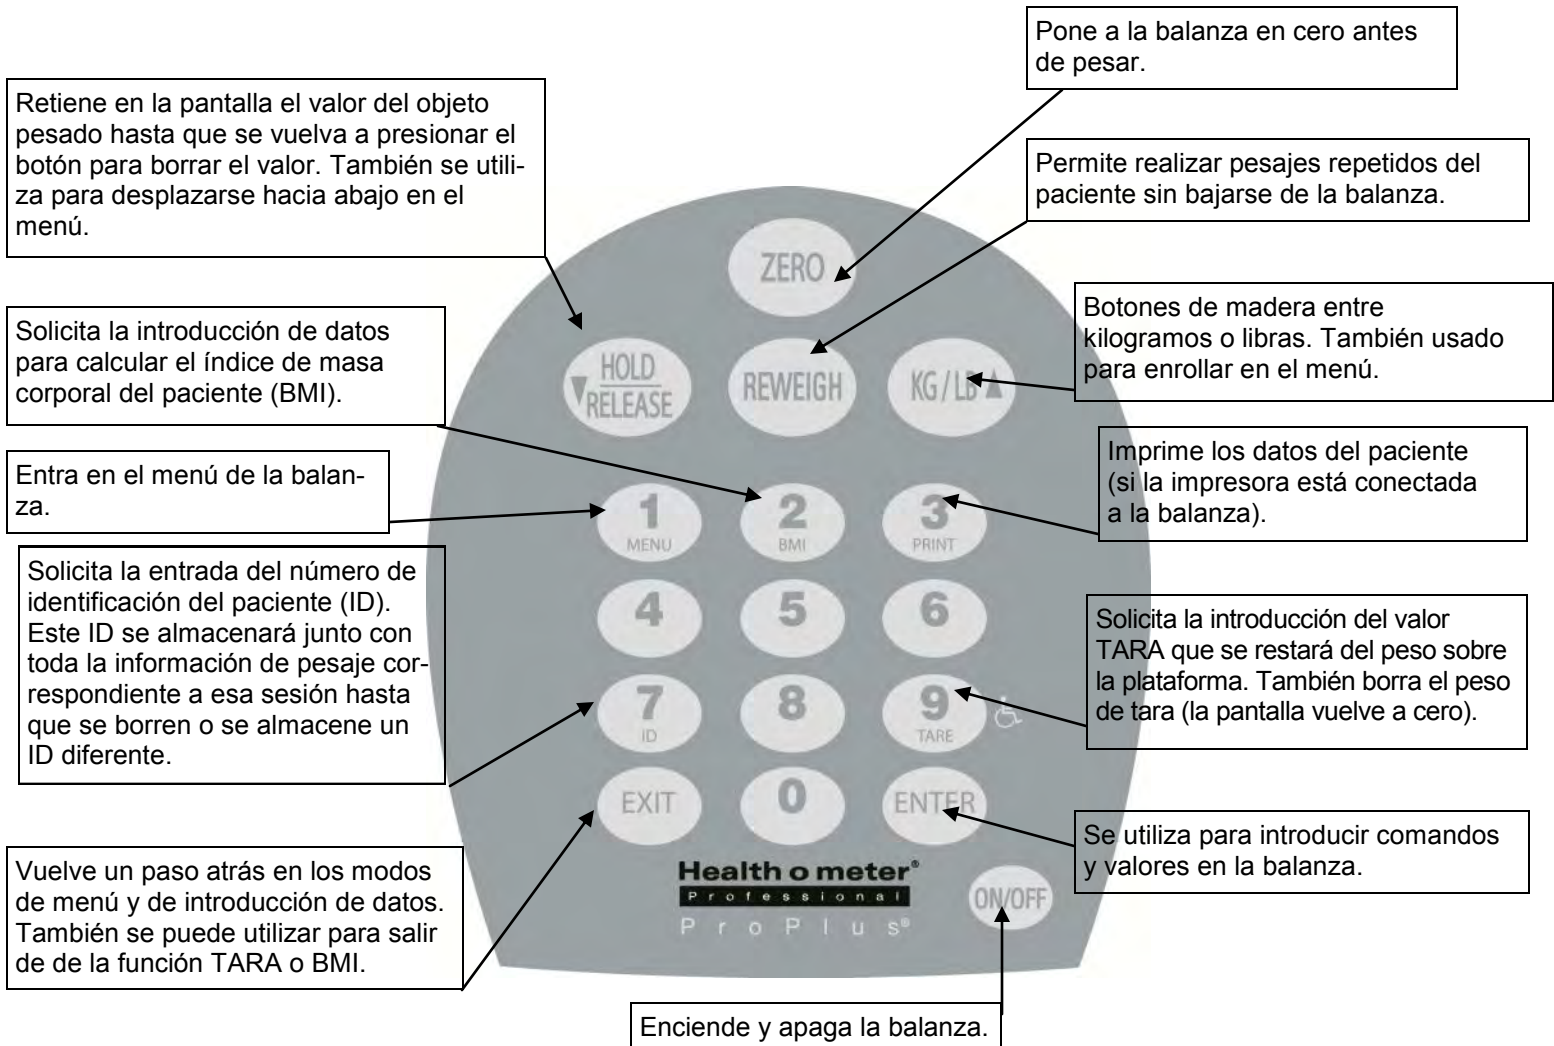 Pone a la balanza en cero antes
de pesar.
Retiene en la pantalla el valor del objeto
pesado hasta que se vuelva a presionar el
botón para borrar el valor. También se utili-
za para desplazarse hacia abajo en el
menú.
Permite realizar pesajes repetidos del
paciente sin bajarse de la balanza.
ZERO
Solicita la introducción de datos
para calcular el índice de masa
corporal del paciente (BMI).
Botones de madera entre
kilogramos o libras. También usado
para enrollar en el menú.
▼ HOLD
RELEASE
REWEIGH
KG / LB ▲
Entra en el menú de la balan-
za.
Imprime los datos del paciente
(si la impresora está conectada
a la balanza).
1
MENU
2
BMI
3
PRINT
Solicita la entrada del número de
identificación del paciente (ID).
Este ID se almacenará junto con
toda la información de pesaje cor-
respondiente a esa sesión hasta
que se borren o se almacene un
ID diferente.
4
5
6
Solicita la introducción del valor
TARA que se restará del peso sobre
la plataforma. También borra el peso
de tara (la pantalla vuelve a cero).
7
ID
8
9
TARE
EXIT
0
ENTER
Se utiliza para introducir comandos
y valores en la balanza.
Vuelve un paso atrás en los modos
de menú y de introducción de datos.
También se puede utilizar para salir
de de la función TARA o BMI.
Health o meter®
Professional
ProPlus®
ON/OFF
Enciende y apaga la balanza.